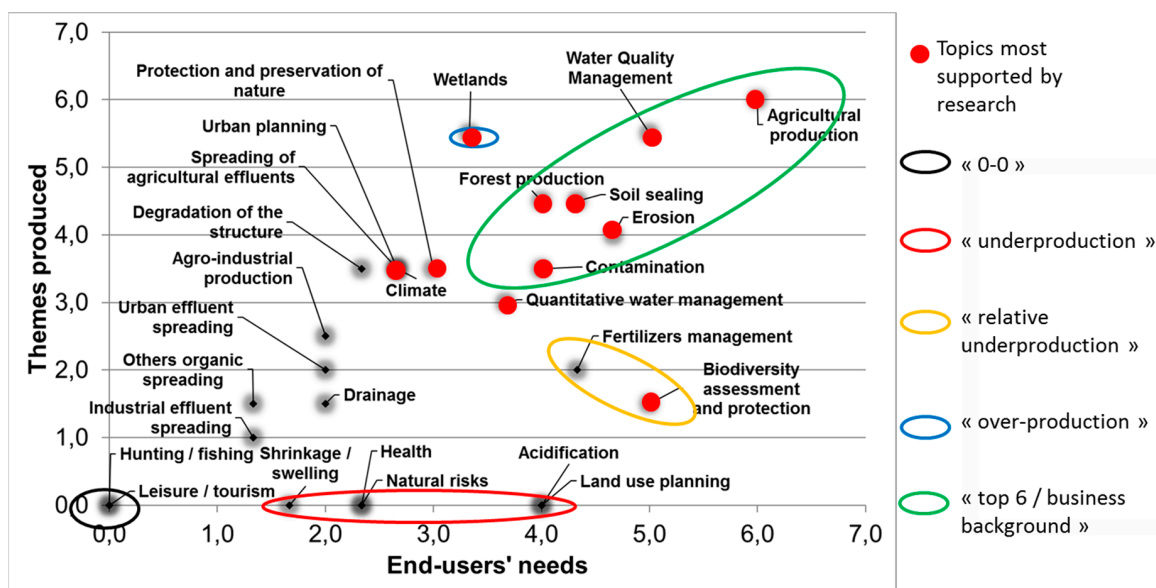 7,0
6,0
5,0
4,0
3,0
2,0
1,0
0,0
Themes produced
Protection and preservation of
nature
Wetlands
Water Quality
Management
Agricultural
production
Urban planning
Spreading of
agricultural effluents
Forest production
Soil sealing
Erosion
Degradation of the
structure
Agro-industrial
production
Climate
Contamination
Urban effluent
spreading
Quantitative water management
Fertilizers management
Others organic
spreading
Drainage
Biodiversity
assessment
and protection
Industrial effluent
spreading
Hunting / fishing
Leisure / tourism
Shrinkage /
swelling
Health
Natural risks
Acidification
Land use planning
0,0
1,0
2,0
3,0
4,0
5,0
6,0
7,0
End-users' needs
Topics most
supported by
research
« 0-0 »
« underproduction »
« relative
underproduction »
« over-production »
« top 6 / business
background »